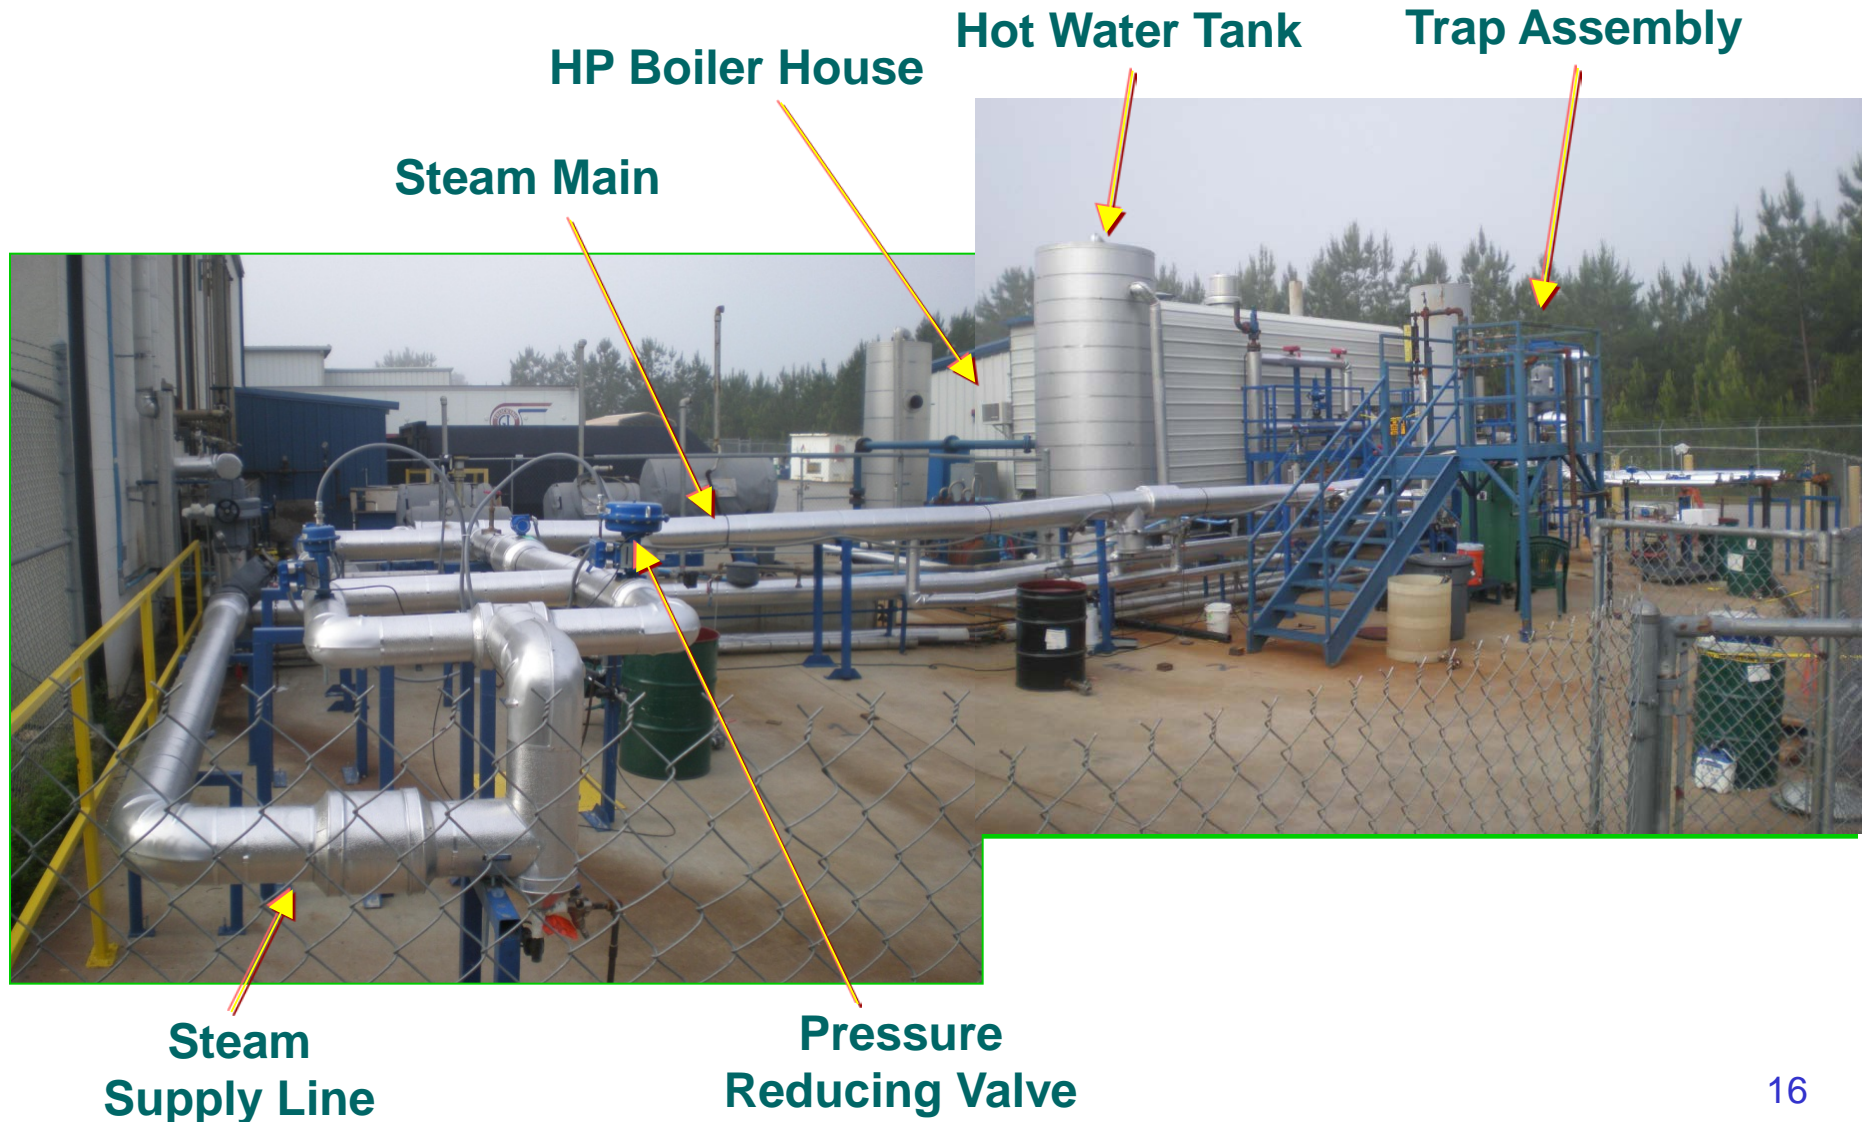 Hot Water Tank
Trap Assembly
HP Boiler House
Steam Main
Steam
Supply Line
Pressure
Reducing Valve
16